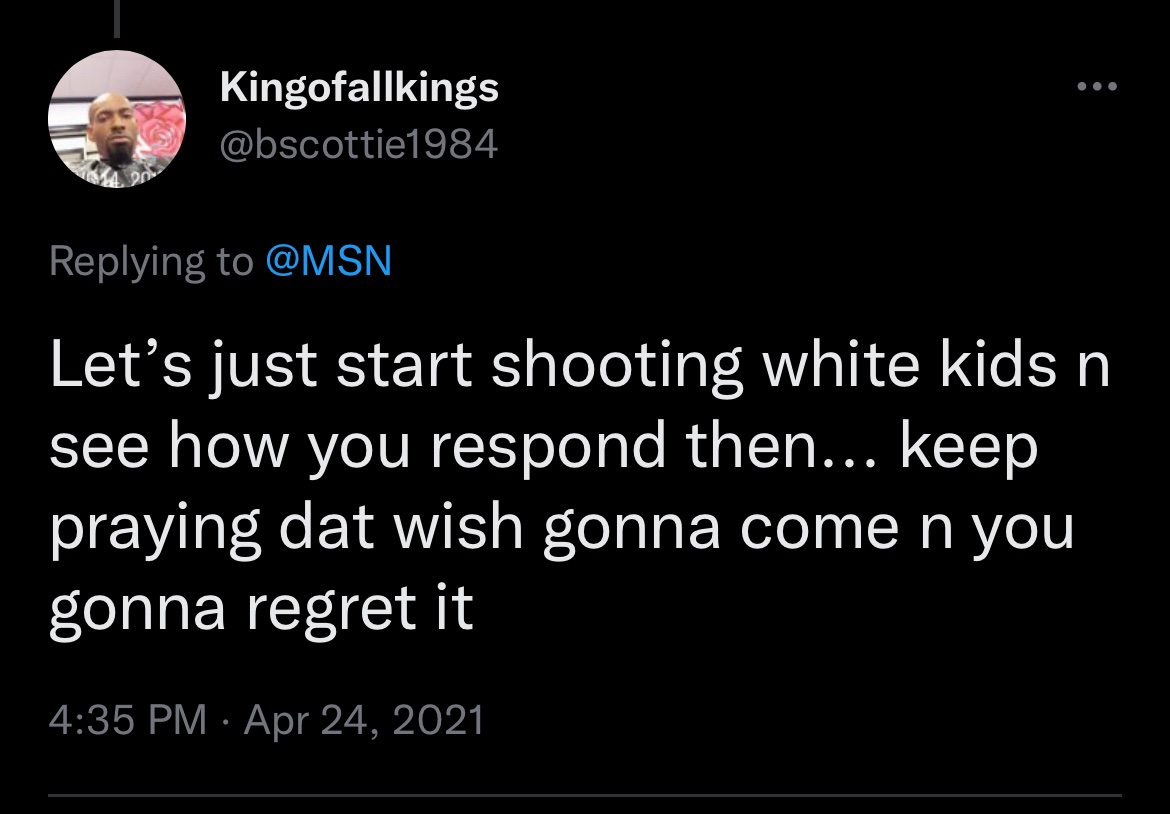 Kingofallkings
@bscottie1984
Replying to @MSN
Let’s just start shooting white kids n
see how you respond then… keep
praying dat wish gonna come n you
gonna regret it
4:35 PM · Apr 24, 2021